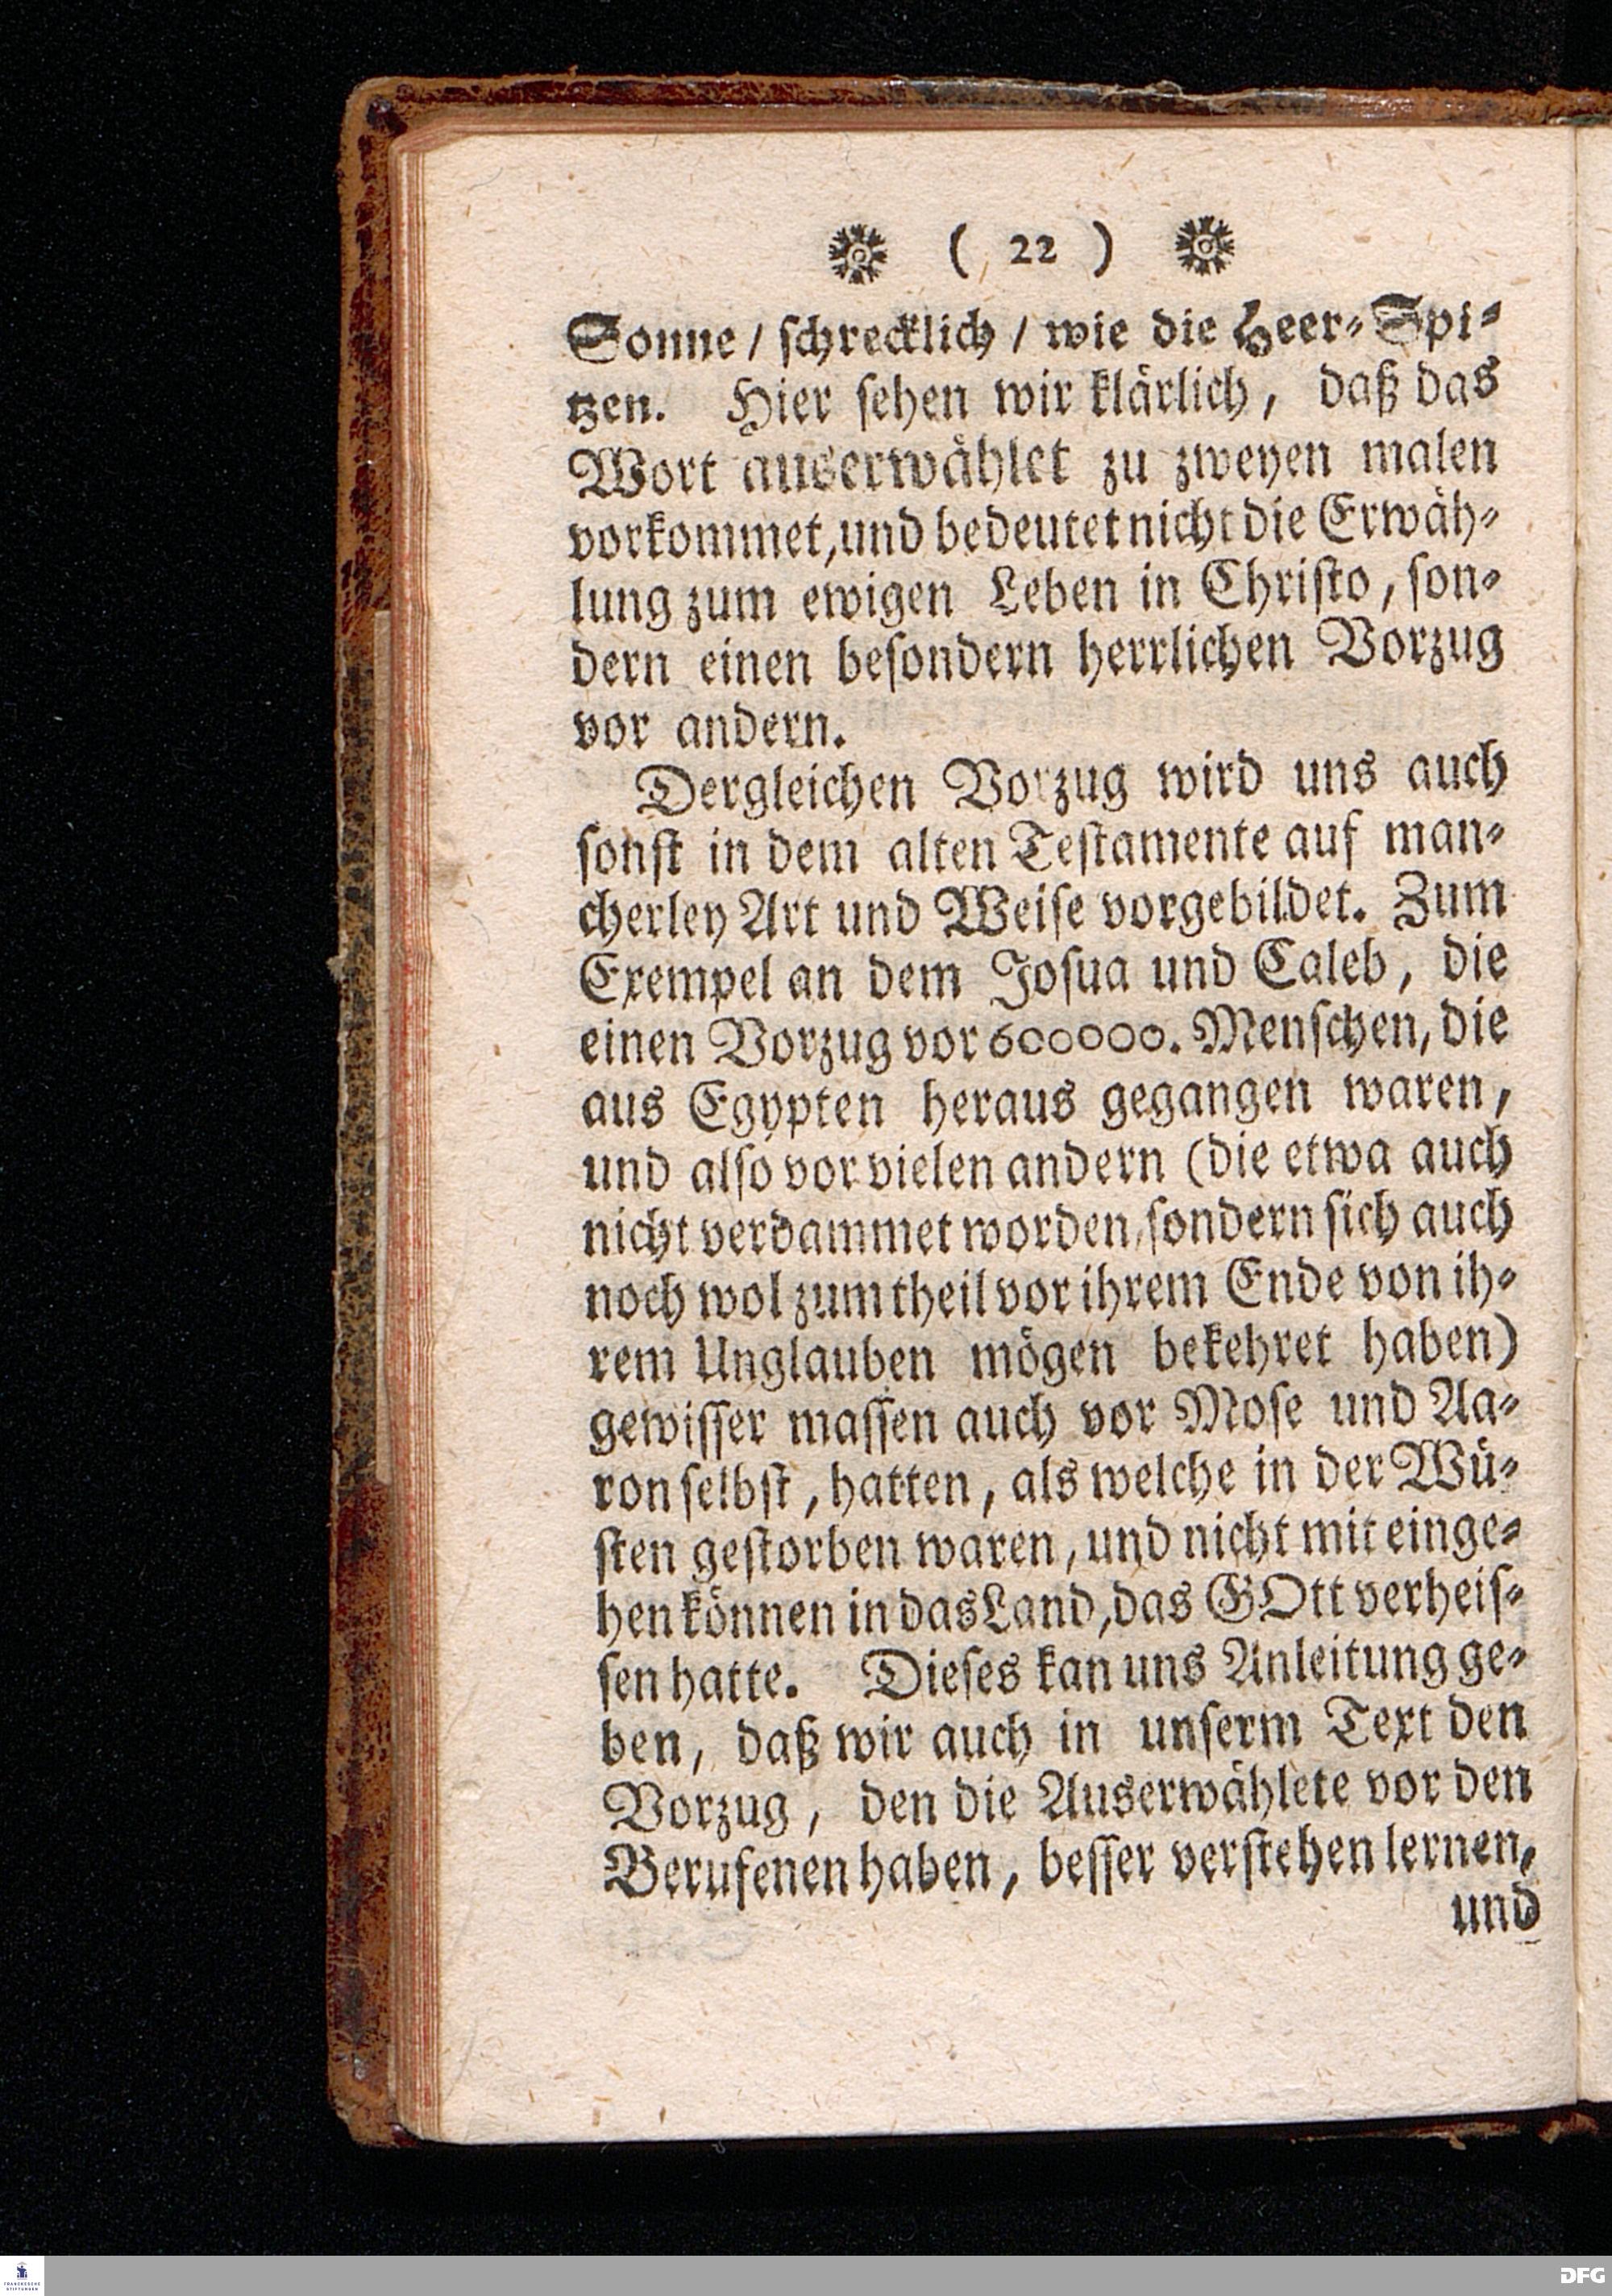 ( 22 )
Sonne / schrecklich / wie die Heer-Spi-
tzen. Hier sehen wir klärlich, daß das
Wort auserwählet zu zweyen malen
vorkommet, und bedeutet nicht die Erwäh-
lung zum ewigen Leben in Christo, son-
dern einen besondern herrlichen Vorzug
vor andern.
Dergleichen Vorzug wird uns auch
sonst in dem alten Testamente auf man-
cherley Art und Weise vorgebildet. Zum
Exempel an dem Josua und Caleb, die
einen Vorzug vor 600000. Menschen, die
aus Egypten heraus gegangen waren,
und also vor vielen andern (die etwa auch
nicht verdammet worden, sondern sich auch
noch wol zum theil vor ihrem Ende von ih-
rem Unglauben mögen bekehret haben)
gewisser massen auch vor Mose und Aa-
ron selbst, hatten, als welche in der Wü-
sten gestorben waren, und nicht mit einge-
hen können in das Land, das GOtt verheis-
sen hatte. Dieses kan uns Anleitung ge-
ben, daß wir auch in unserm Text den
Vorzug, den die Auserwählete vor den
Berufenen haben, besser verstehen lernen,
und
FRANCKESCHE
STIFTUNGEN
DFG